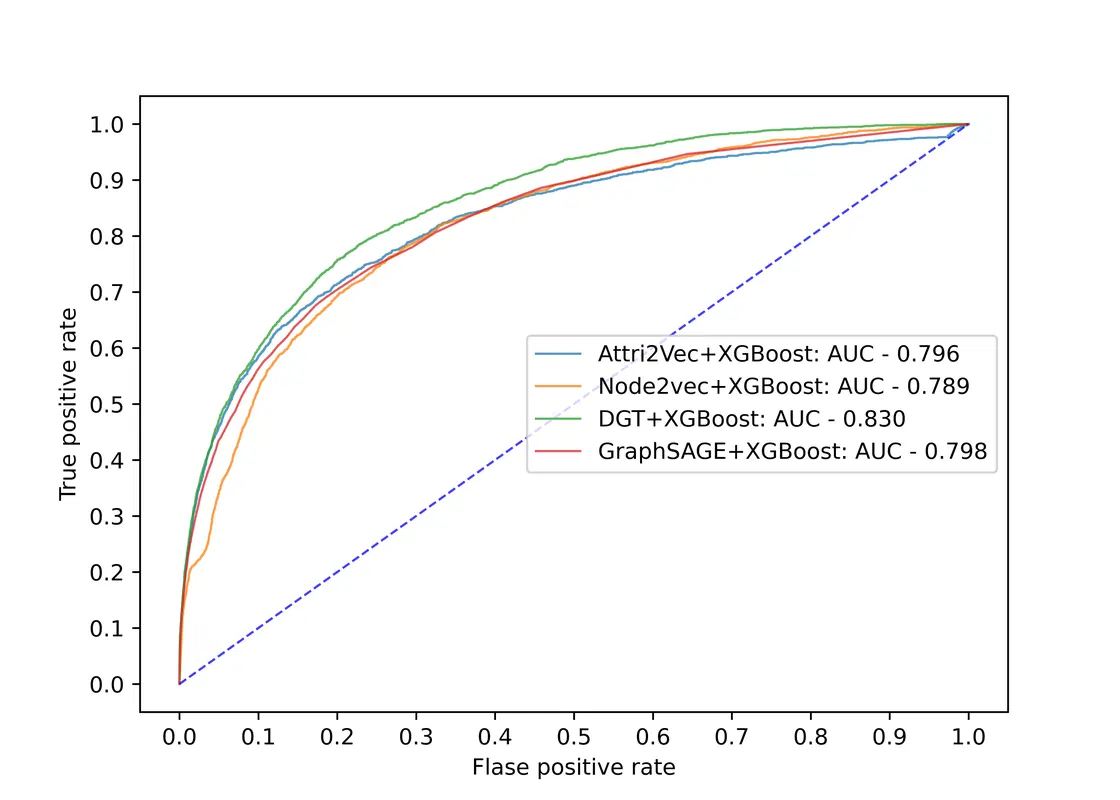 1.0
0.9
0.8
0.7
0.6
0.5
0.4
0.3
0.2
0.1
0.0
True positive rate
Attri2Vec+XGBoost: AUC - 0.796
Node2vec+XGBoost: AUC - 0.789
DGT+XGBoost: AUC - 0.830
GraphSAGE+XGBoost: AUC - 0.798
0.0 0.1 0.2 0.3 0.4 0.5 0.6 0.7 0.8 0.9 1.0
Flase positive rate